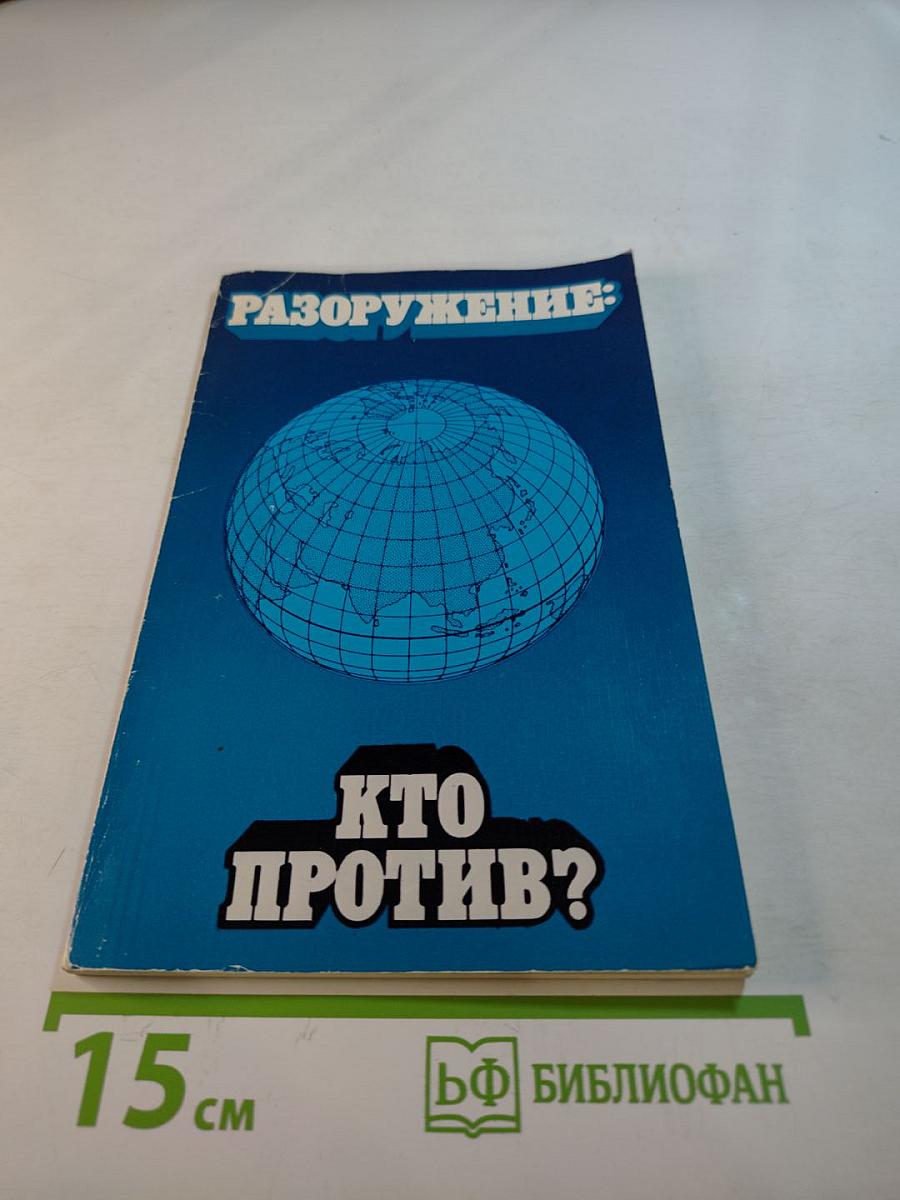 РАЗОРУЖЕНИЕ:
КТО
ПРОТИВ?
15 см
ЬФ БИБЛИОФАН